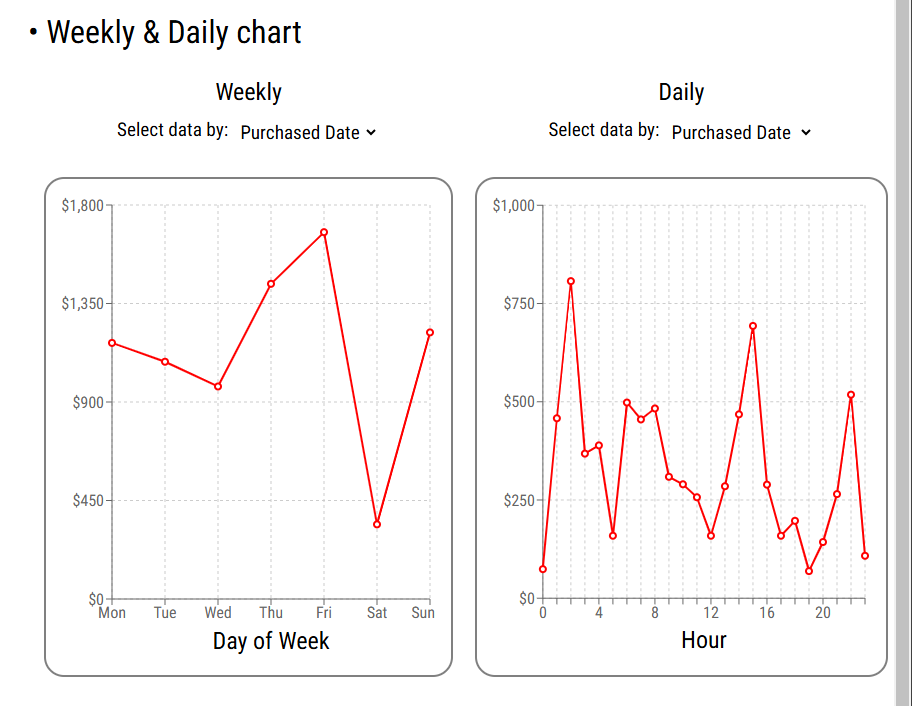 • Weekly & Daily chart
Weekly
Select data by: Purchased Date
$1,800
$1,350
$900
$450
$0
Mon Tue Wed Thu Fri Sat Sun
Day of Week
Daily
Select data by: Purchased Date
$1,000
$750
$500
$250
$0
0 4 8 12 16 20
Hour